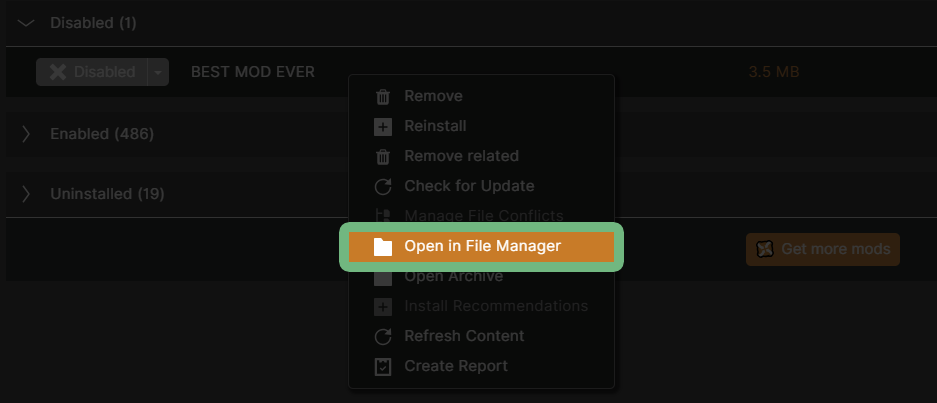 Disabled (1)
Disabled BEST MOD EVER 3.5 MB
Remove
Reinstall
Enabled (486)
Remove related
Check for Update
Uninstalled (19)
Manage File Conflicts
Open in File Manager
Get more mods
Open Archive
Install Recommendations
Refresh Content
Create Report